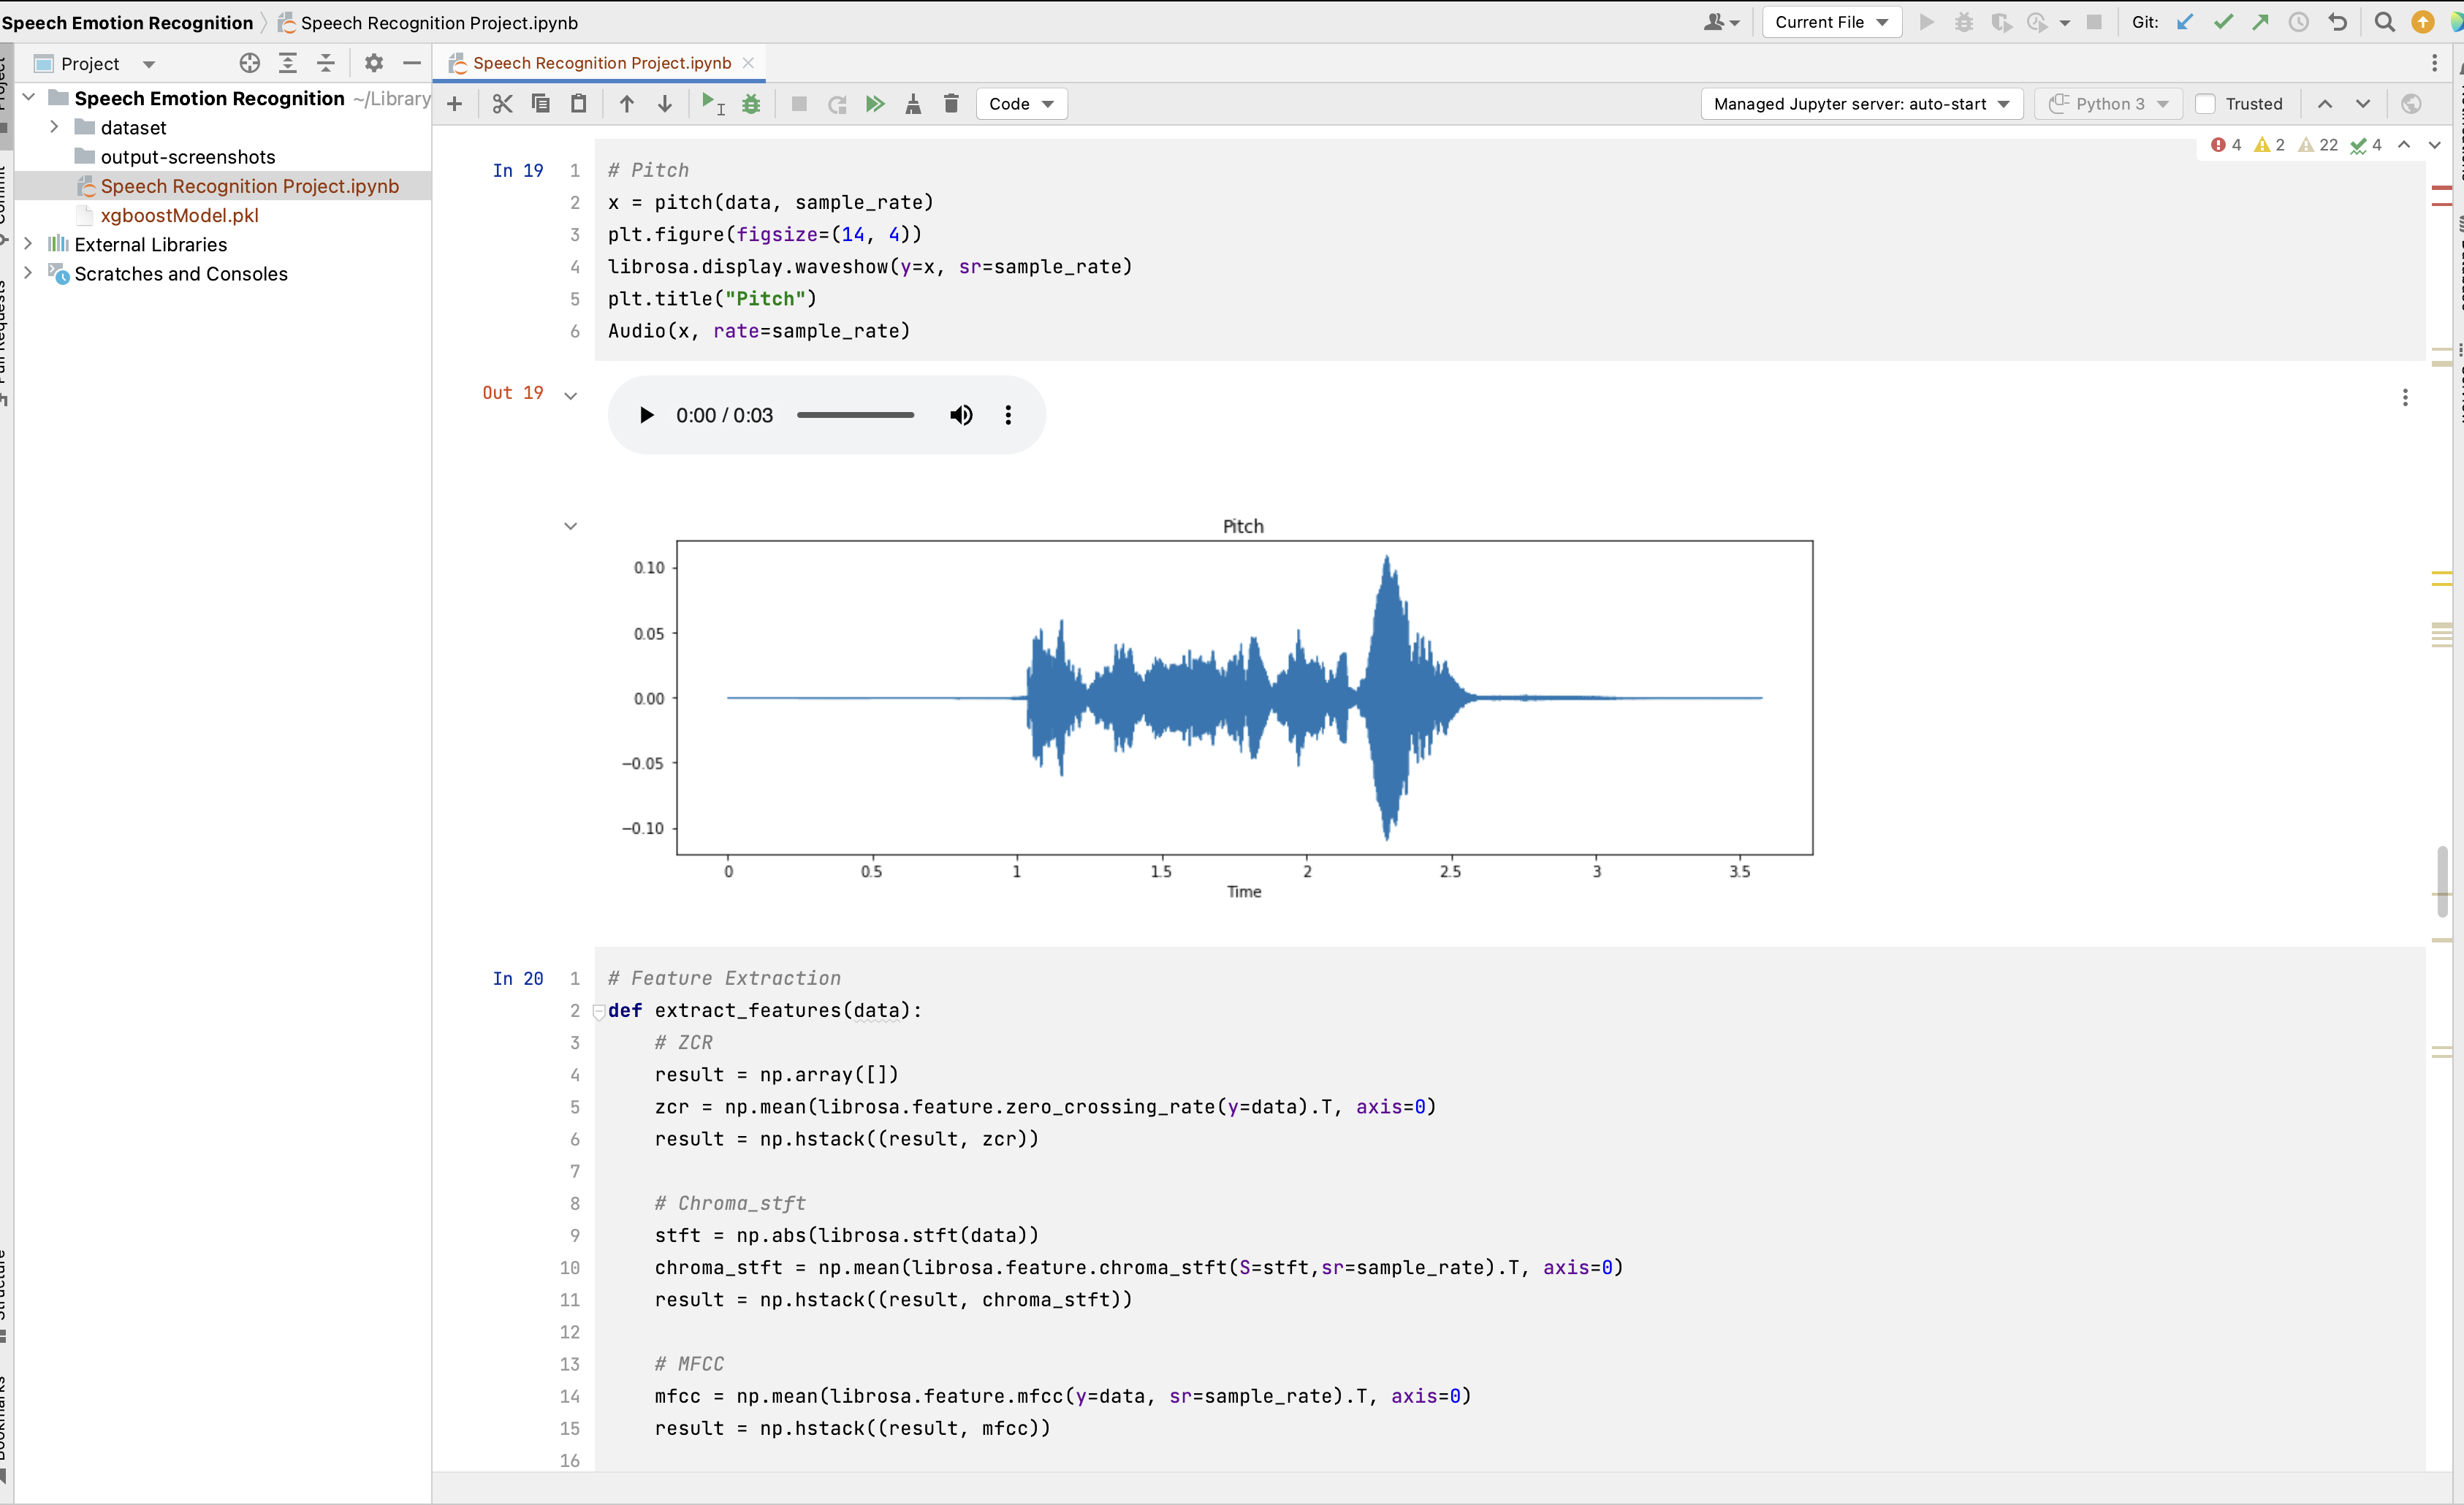 Speech Emotion Recognition Speech Recognition Project.ipynb Current File Git:
Project
Speech Recognition Project.ipynb
Code Managed Jupyter server: auto-start Python 3 Trusted
Speech Emotion Recognition ~/Library
dataset
output-screenshots
Speech Recognition Project.ipynb
xgboostModel.pkl
External Libraries
Scratches and Consoles
4 2 22 4
In 19
1 # Pitch
2 x = pitch(data, sample_rate)
3 plt.figure(figsize=(14, 4))
4 librosa.display.waveshow(y=x, sr=sample_rate)
5 plt.title("Pitch")
6 Audio(x, rate=sample_rate)
Out 19
0:00 / 0:03
Pitch
0.10
0.05
0.00
−0.05
−0.10
0 0.5 1 1.5 2 2.5 3 3.5
Time
In 20
1 # Feature Extraction
2 def extract_features(data):
3 # ZCR
4 result = np.array([])
5 zcr = np.mean(librosa.feature.zero_crossing_rate(y=data).T, axis=0)
6 result = np.hstack((result, zcr))
7
8 # Chroma_stft
9 stft = np.abs(librosa.stft(data))
10 chroma_stft = np.mean(librosa.feature.chroma_stft(S=stft,sr=sample_rate).T, axis=0)
11 result = np.hstack((result, chroma_stft))
12
13 # MFCC
14 mfcc = np.mean(librosa.feature.mfcc(y=data, sr=sample_rate).T, axis=0)
15 result = np.hstack((result, mfcc))
16